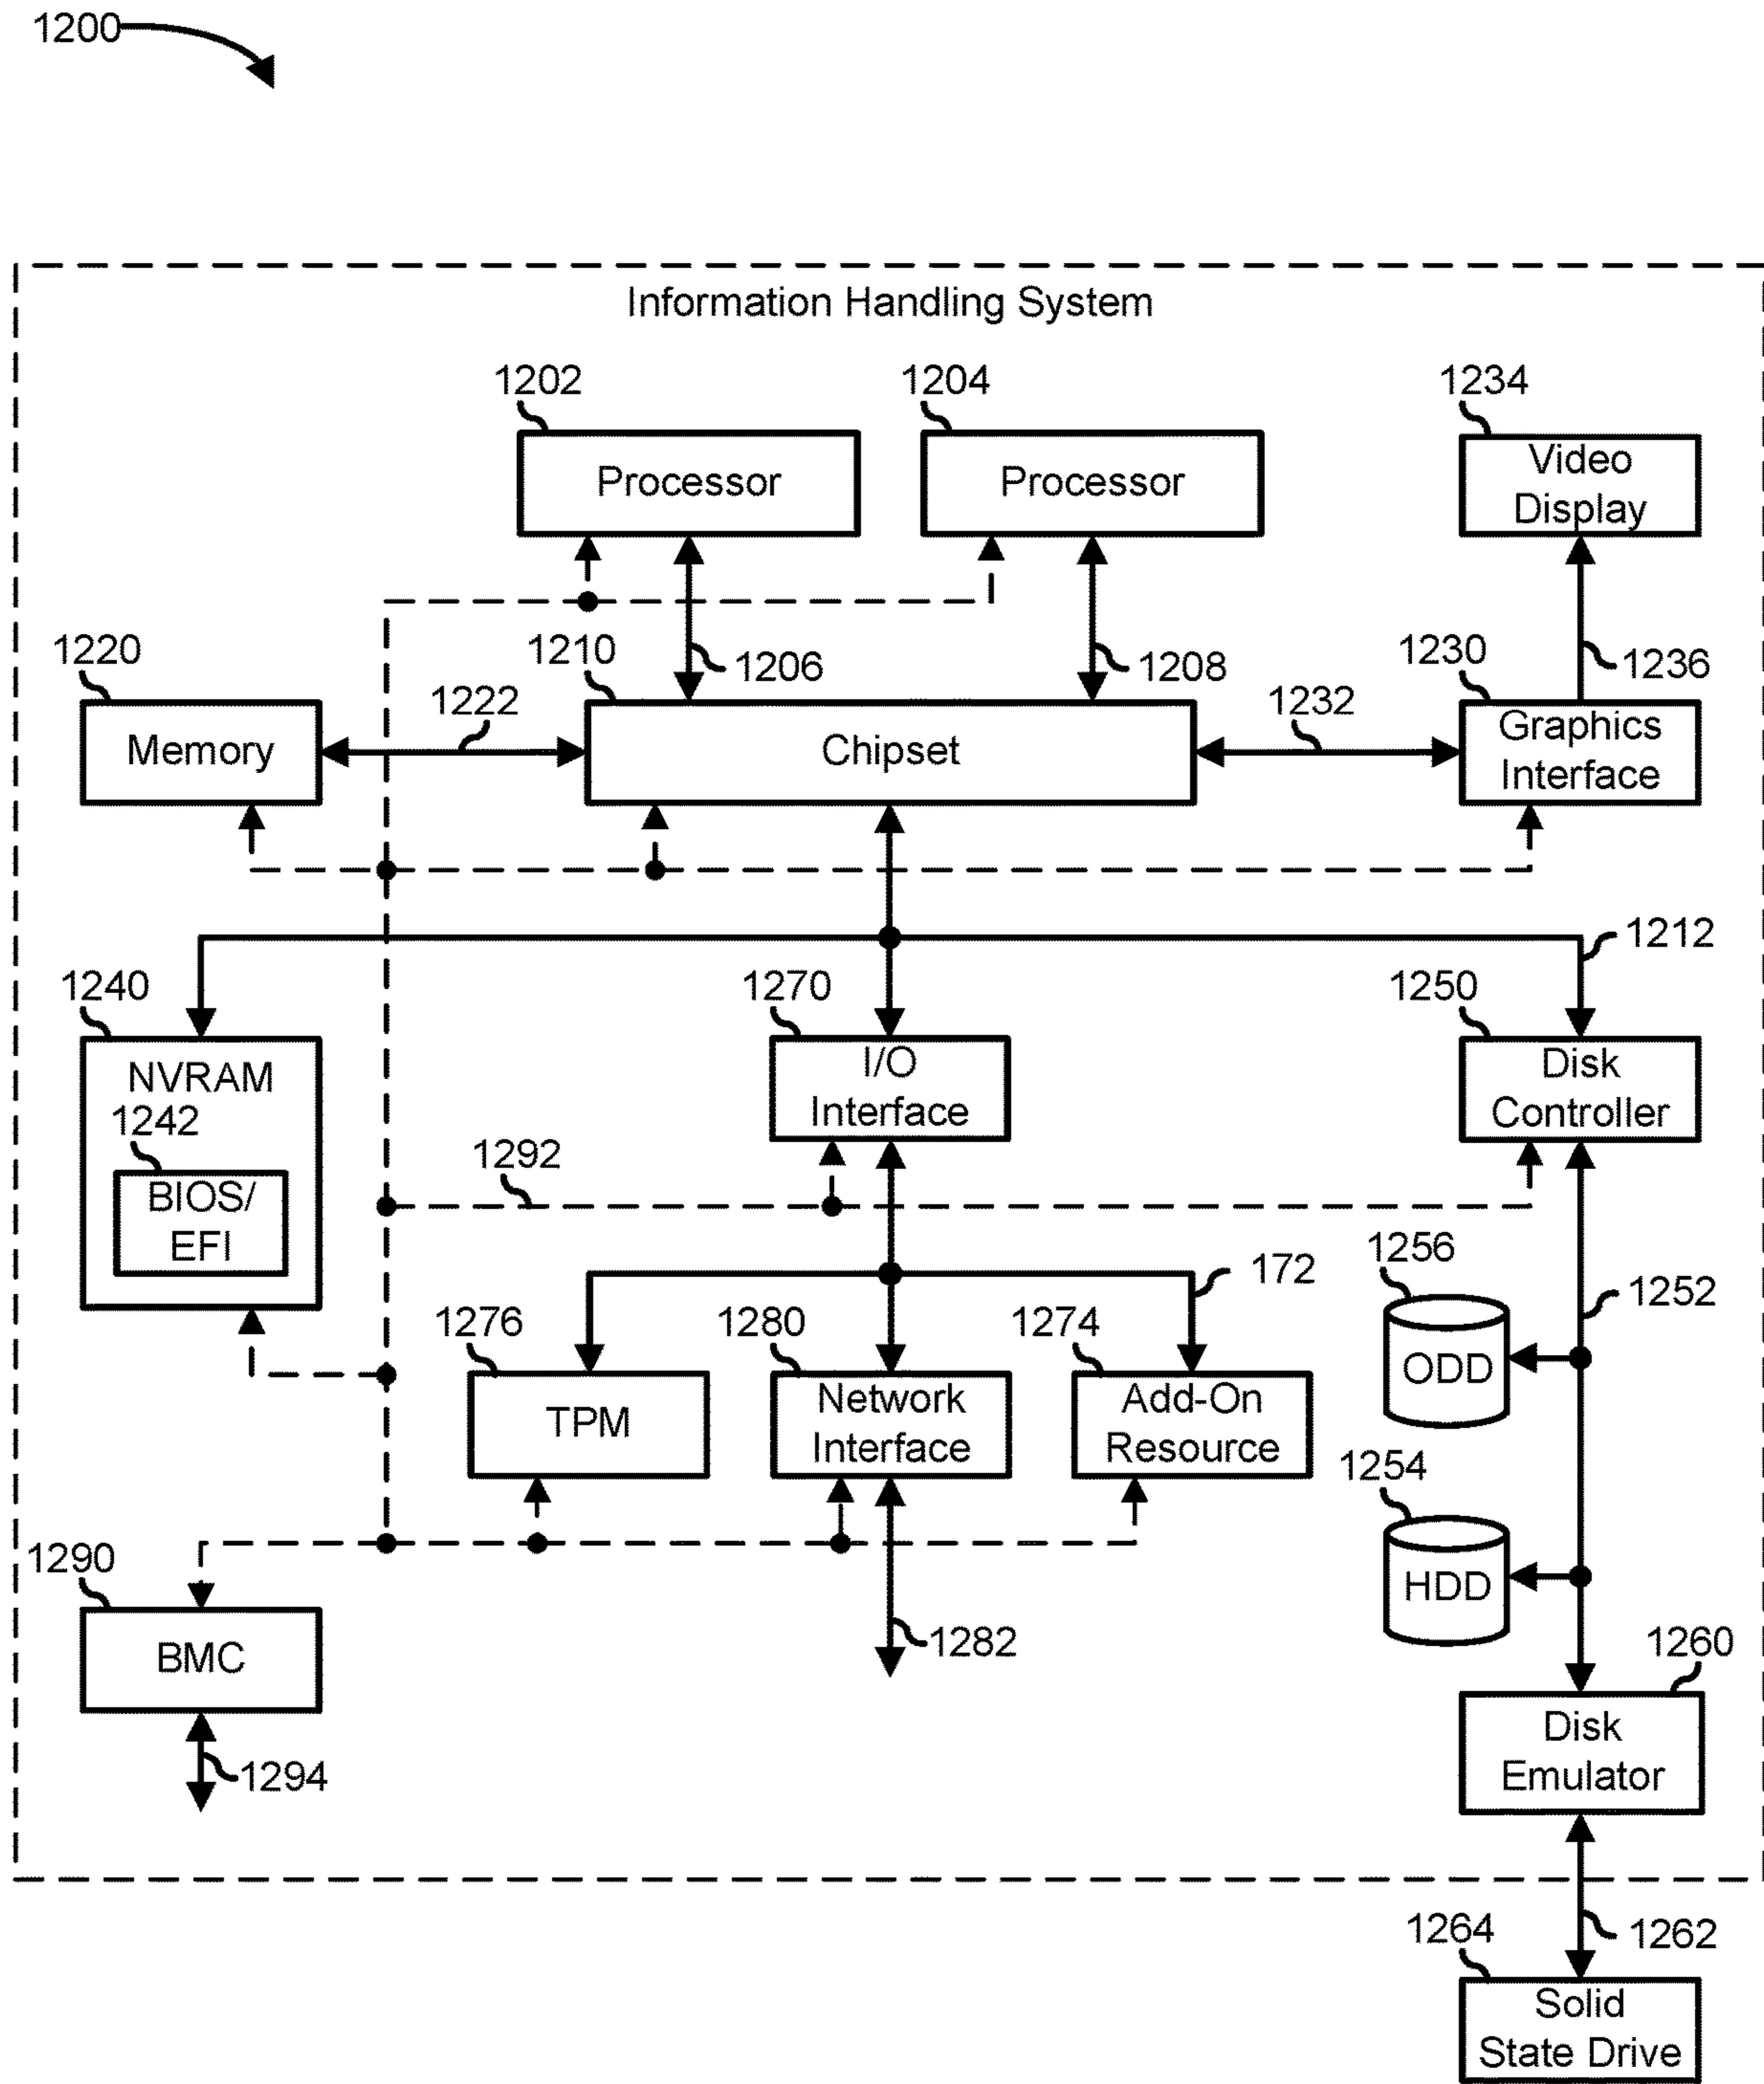 1200
Information Handling System
1202
1204
1234
Processor
Processor
Video
Display
1220
1210
1206
1208
1230
1236
1222
1232
Memory
Chipset
Graphics
Interface
1212
1240
1270
1250
NVRAM
I/O
Interface
Disk
Controller
1242
BIOS/
EFI
1292
172
1256
1252
1276
1280
1274
ODD
TPM
Network
Interface
Add-On
Resource
1254
HDD
1290
BMC
1282
1260
1294
Disk
Emulator
1264
1262
Solid
State Drive